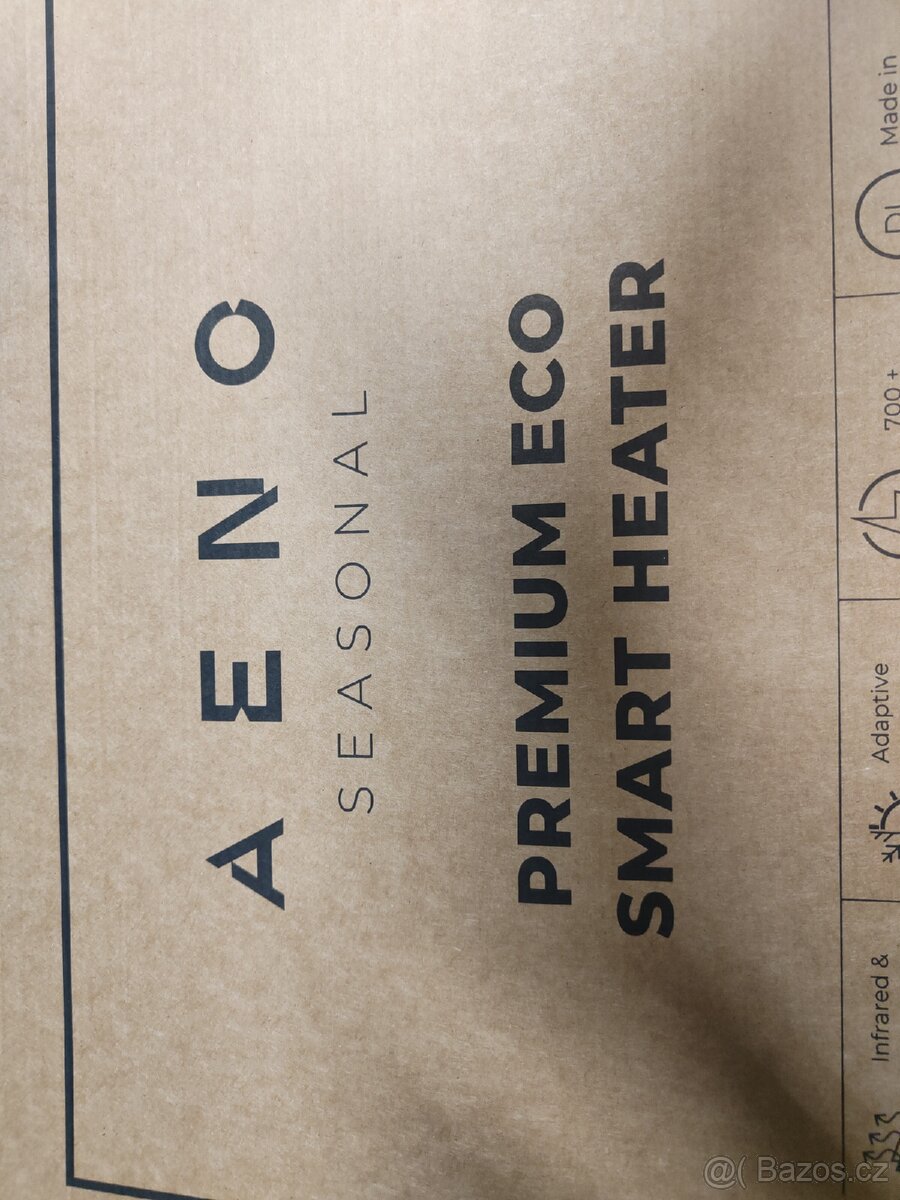 AENO
SEASONAL
PREMIUM ECO
SMART HEATER
Infrared &
Adaptive
700 +
Made in
@( Bazos.cz